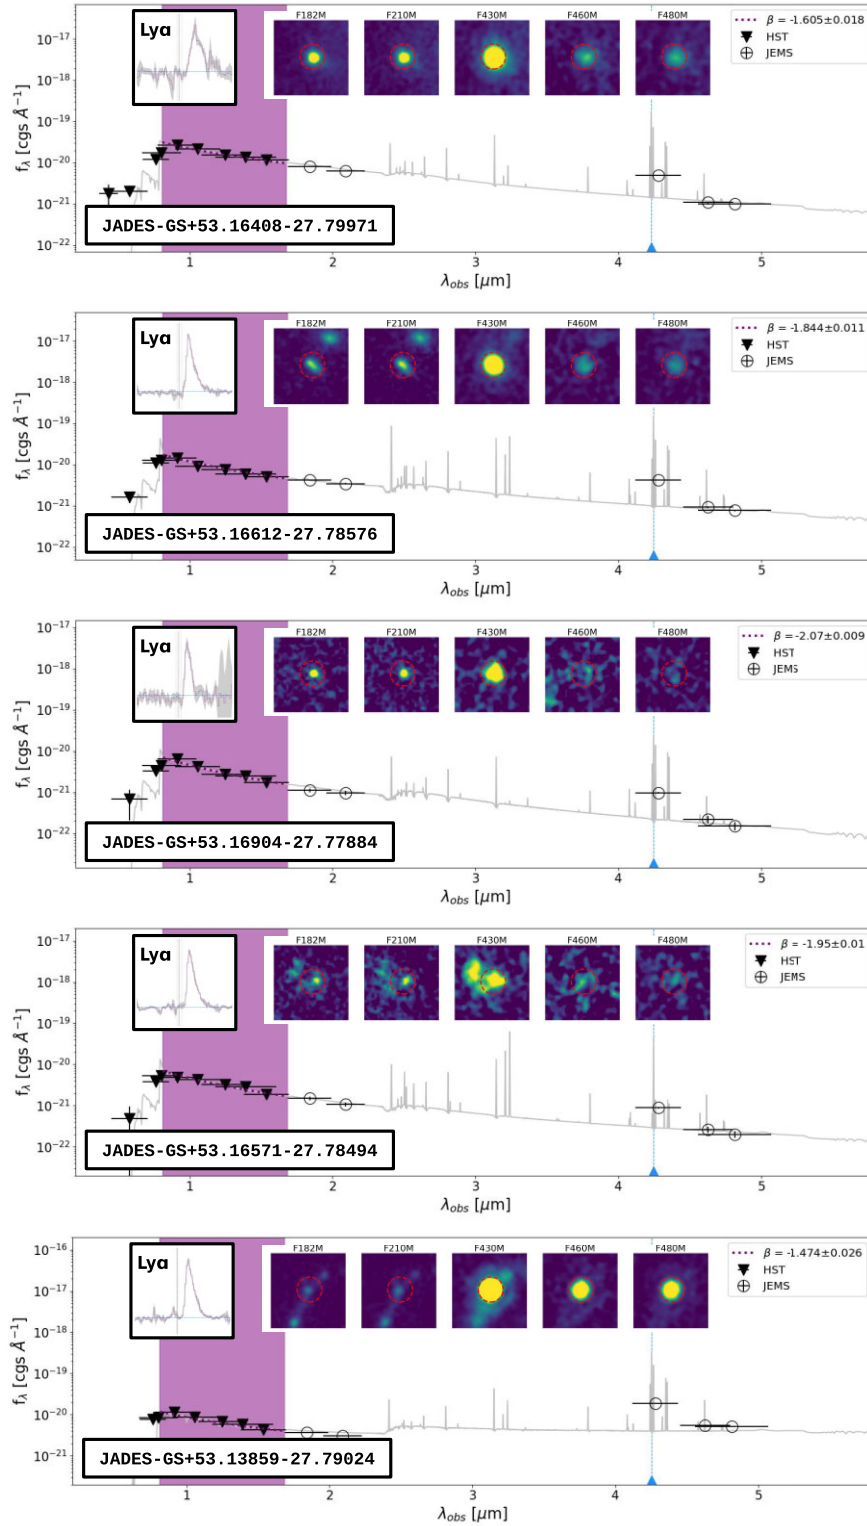 Lyα
F182M F210M F430M F460M F480M
β = -1.605±0.018
HST
JEMS
10⁻¹⁷
10⁻¹⁸
10⁻¹⁹
10⁻²⁰
10⁻²¹
10⁻²²
f_λ [cgs Å⁻¹]
JADES-GS+53.16408-27.79971
1 2 3 4 5
λ_obs [μm]
Lyα
F182M F210M F430M F460M F480M
β = -1.844±0.011
HST
JEMS
10⁻¹⁷
10⁻¹⁸
10⁻¹⁹
10⁻²⁰
10⁻²¹
10⁻²²
f_λ [cgs Å⁻¹]
JADES-GS+53.16612-27.78576
1 2 3 4 5
λ_obs [μm]
Lyα
F182M F210M F430M F460M F480M
β = -2.07±0.009
HST
JEMS
10⁻¹⁷
10⁻¹⁸
10⁻¹⁹
10⁻²⁰
10⁻²¹
10⁻²²
f_λ [cgs Å⁻¹]
JADES-GS+53.16904-27.77884
1 2 3 4 5
λ_obs [μm]
Lyα
F182M F210M F430M F460M F480M
β = -1.95±0.01
HST
JEMS
10⁻¹⁷
10⁻¹⁸
10⁻¹⁹
10⁻²⁰
10⁻²¹
10⁻²²
f_λ [cgs Å⁻¹]
JADES-GS+53.16571-27.78494
1 2 3 4 5
λ_obs [μm]
Lyα
F182M F210M F430M F460M F480M
β = -1.474±0.026
HST
JEMS
10⁻¹⁶
10⁻¹⁷
10⁻¹⁸
10⁻¹⁹
10⁻²⁰
10⁻²¹
f_λ [cgs Å⁻¹]
JADES-GS+53.13859-27.79024
1 2 3 4 5
λ_obs [μm]